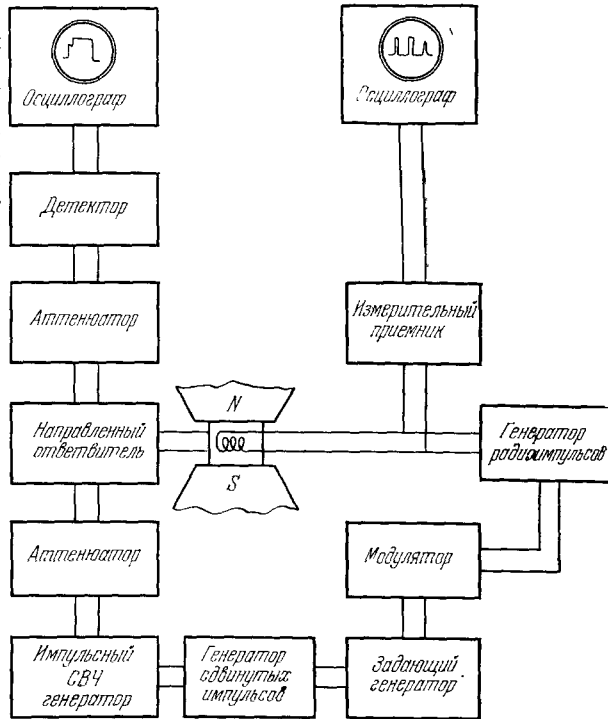 Осциллограф
Осциллограф
Детектор
Аттенюатор
Измерительный
приемник
N
Направленный
ответвитель
Генератор
радиоимпульсов
S
Аттенюатор
Модулятор
Импульсный
СВЧ
генератор
Генератор
сдвинутых
импульсов
Задающий
генератор